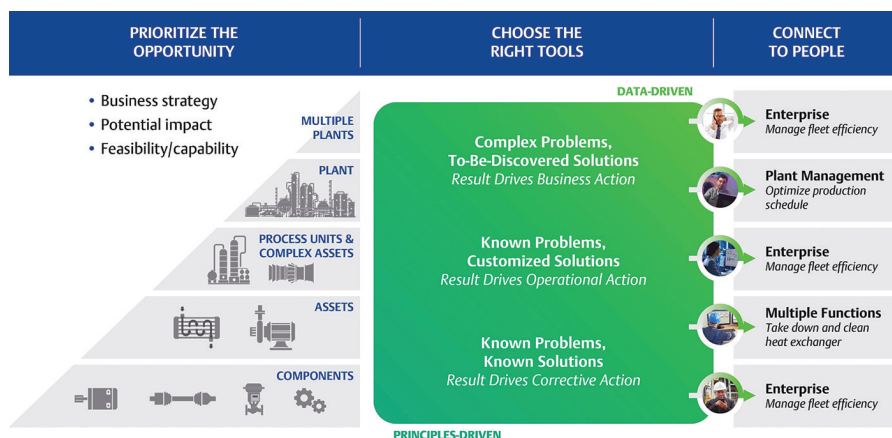 PRIORITIZE THE
OPPORTUNITY
CHOOSE THE
RIGHT TOOLS
CONNECT
TO PEOPLE
• Business strategy
• Potential impact
• Feasibility/capability
MULTIPLE
PLANTS
PLANT
PROCESS UNITS &
COMPLEX ASSETS
ASSETS
COMPONENTS
DATA-DRIVEN
Complex Problems,
To-Be-Discovered Solutions
Result Drives Business Action
Known Problems,
Customized Solutions
Result Drives Operational Action
Known Problems,
Known Solutions
Result Drives Corrective Action
PRINCIPLES-DRIVEN
Enterprise
Manage fleet efficiency
Plant Management
Optimize production
schedule
Enterprise
Manage fleet efficiency
Multiple Functions
Take down and clean
heat exchanger
Enterprise
Manage fleet efficiency